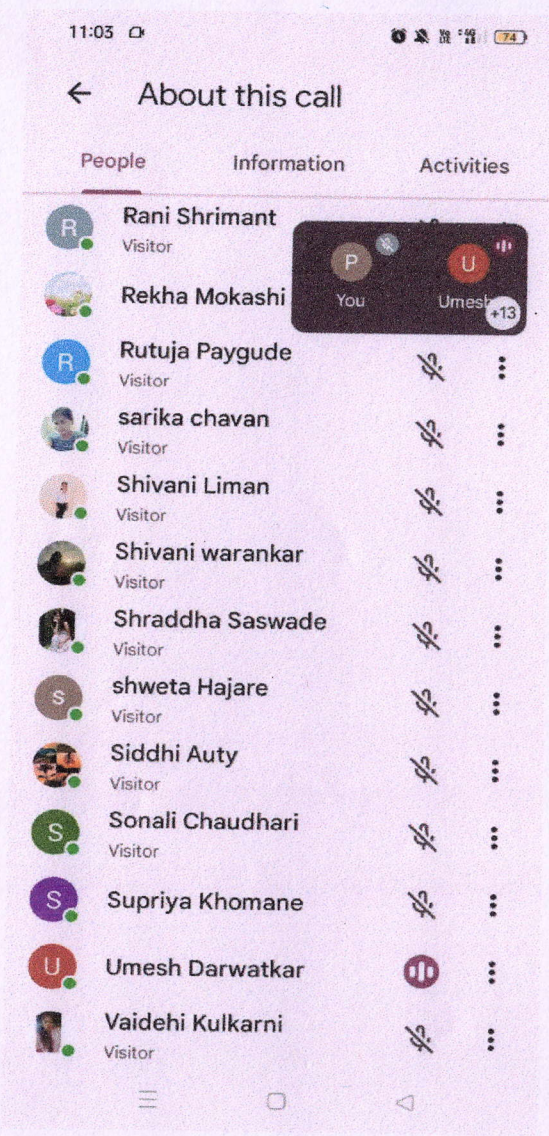 11:03
74
About this call
People Information Activities
R
Rani Shrimant
Visitor
P
You
U
Umesh
+13
Rekha Mokashi
R
Rutuja Paygude
Visitor
sarika chavan
Visitor
Shivani Liman
Visitor
Shivani warankar
Visitor
Shraddha Saswade
Visitor
s
shweta Hajare
Visitor
Siddhi Auty
Visitor
S
Sonali Chaudhari
Visitor
S
Supriya Khomane
U
Umesh Darwatkar
Vaidehi Kulkarni
Visitor